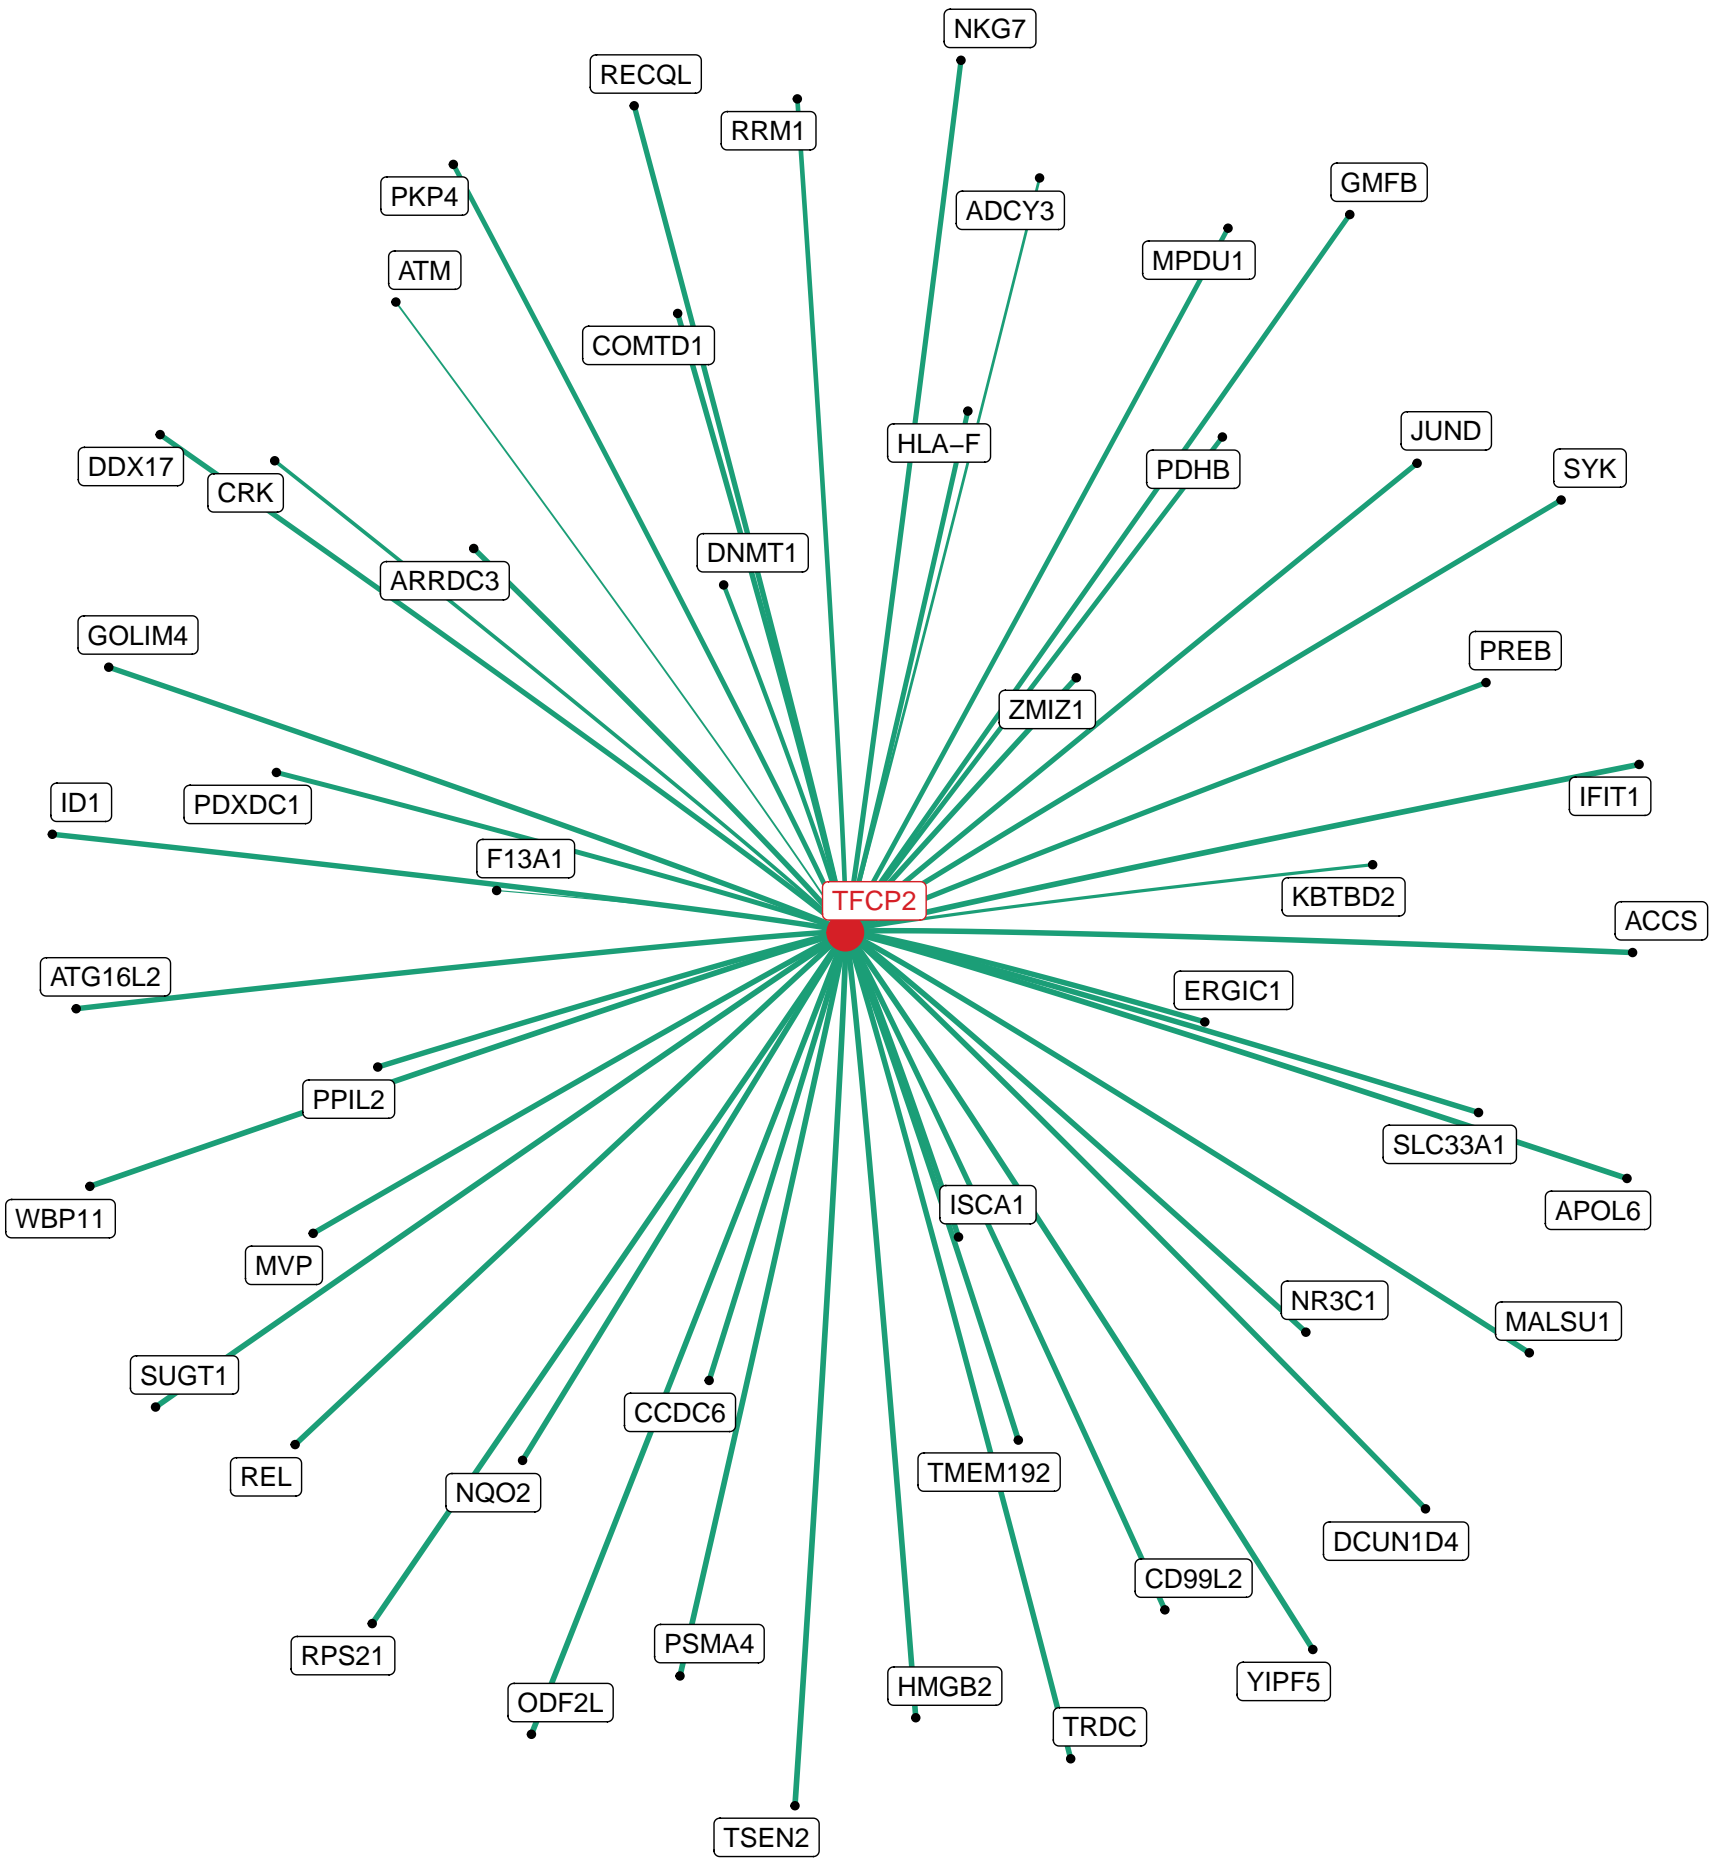 NKG7
RECQL
RRM1
GMFB
PKP4
ADCY3
MPDU1
ATM
COMTD1
JUND
HLA−F
DDX17
PDHB
SYK
CRK
DNMT1
ARRDC3
GOLIM4
PREB
ZMIZ1
ID1
PDXDC1
IFIT1
F13A1
KBTBD2
TFCP2
ACCS
ATG16L2
ERGIC1
PPIL2
SLC33A1
ISCA1
APOL6
WBP11
MVP
NR3C1
MALSU1
SUGT1
CCDC6
TMEM192
REL
NQO2
DCUN1D4
CD99L2
PSMA4
RPS21
YIPF5
HMGB2
ODF2L
TRDC
TSEN2